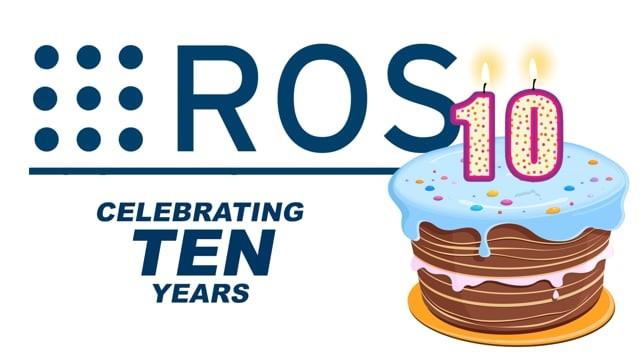 ROS
10
CELEBRATING
TEN
YEARS